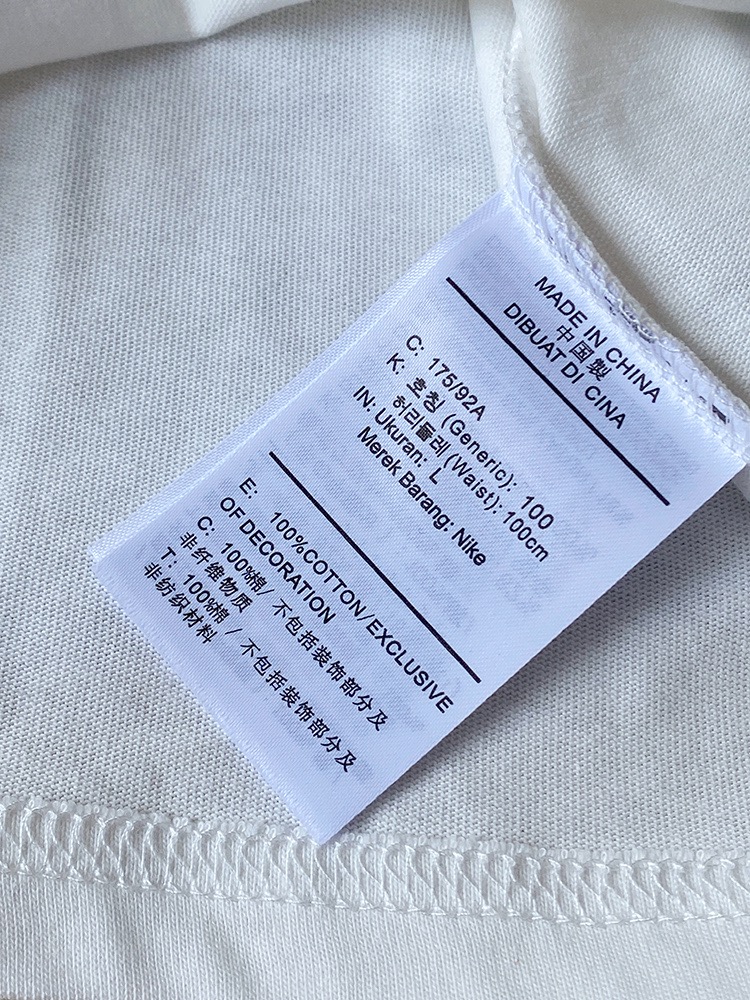 MADE IN CHINA
中国製
DIBUAT DI CINA
C: 175/92A
K: 호칭 (Generic): 100
허리둘레 (Waist): 100cm
IN: Ukuran: L
Merek Barang: Nike
E: 100%COTTON/EXCLUSIVE
OF DECORATION
C: 100%棉/ 不包括装饰部分及
非纤维物质
T: 100%棉 / 不包括装饰部分及
非纺织材料